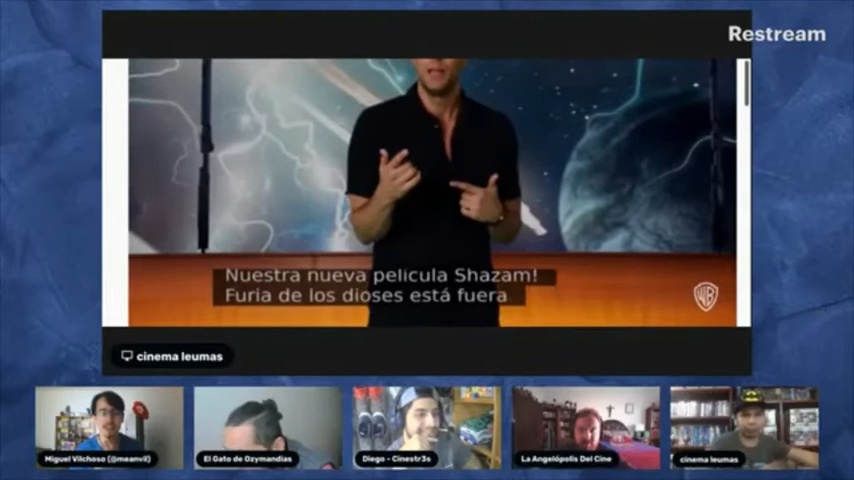 Restream
Nuestra nueva película Shazam!
Furia de los dioses está fuera
WB
cinema leumas
Miguel Vilchoso (@meanvil)
El Gato de Ozymandias
Diego - Cinestr3s
La Angelópolis Del Cine
cinema leumas